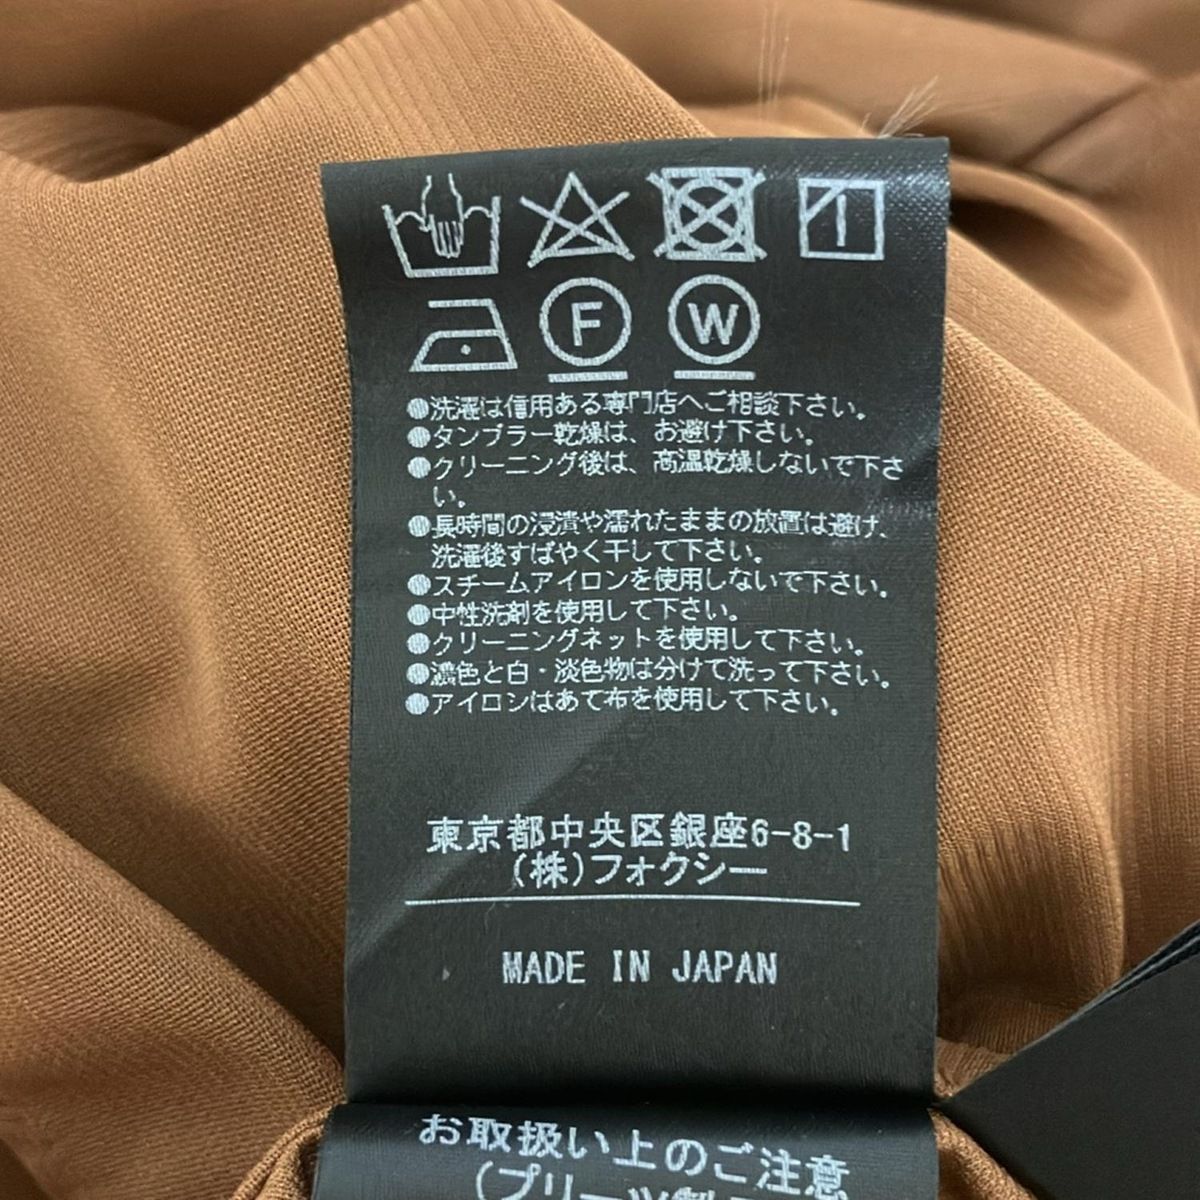 F W
●洗濯は信用ある専門店へご相談下さい。
●タンブラー乾燥は、お避け下さい。
●クリーニング後は、高温乾燥しないで下さ
い。
●長時間の浸漬や濡れたままの放置は避け、
洗濯後すばやく干して下さい。
●スチームアイロンを使用しないで下さい。
●中性洗剤を使用して下さい。
●クリーニングネットを使用して下さい。
●濃色と白・淡色物は分けて洗って下さい。
●アイロンはあて布を使用して下さい。
東京都中央区銀座6-8-1
(株)フォクシー
MADE IN JAPAN
お取扱い上のご注意
(プリーツ製